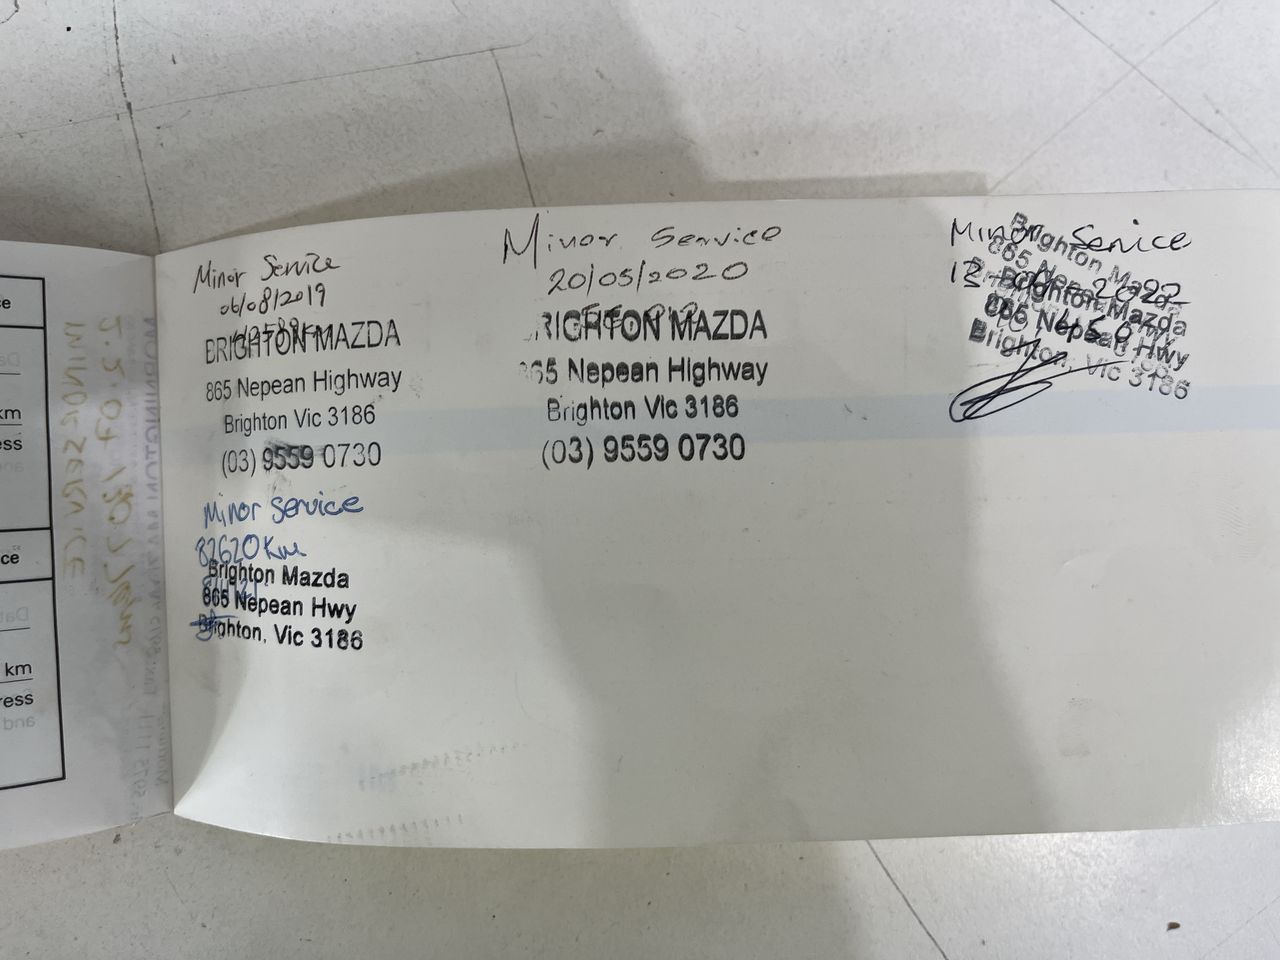 ce
km
ess
ce
km
ress
MINOR SERVICE
Minor Service
06/08/2019
BRIGHTON MAZDA
865 Nepean Highway
Brighton Vic 3186
(03) 9559 0730
Minor Service
82620 km
Brighton Mazda
865 Nepean Hwy
Brighton, Vic 3186
Minor Service
20/05/2020
BRIGHTON MAZDA
865 Nepean Highway
Brighton Vic 3186
(03) 9559 0730
Minor Service
Brighton Mazda
865 Nepean Hwy
Brighton, Vic 3186